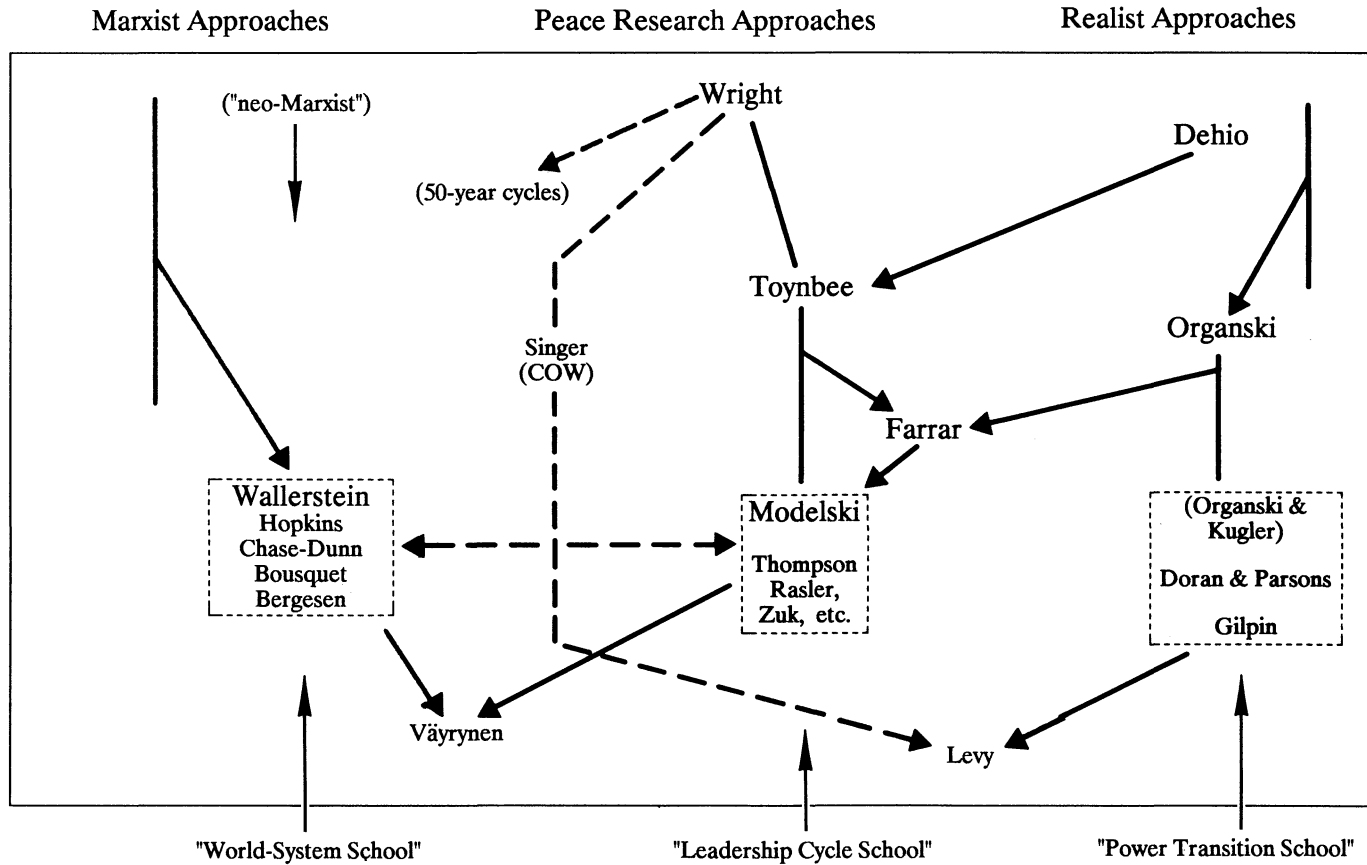 Marxist Approaches
Peace Research Approaches
Realist Approaches
("neo-Marxist")
Wright
Dehio
(50-year cycles)
Toynbee
Organski
Singer
(COW)
Farrar
Wallerstein
Hopkins
Chase-Dunn
Bousquet
Bergesen
Modelski
Thompson
Rasler,
Zuk, etc.
(Organski &
Kugler)
Doran & Parsons
Gilpin
Väyrynen
Levy
"World-System School"
"Leadership Cycle School"
"Power Transition School"